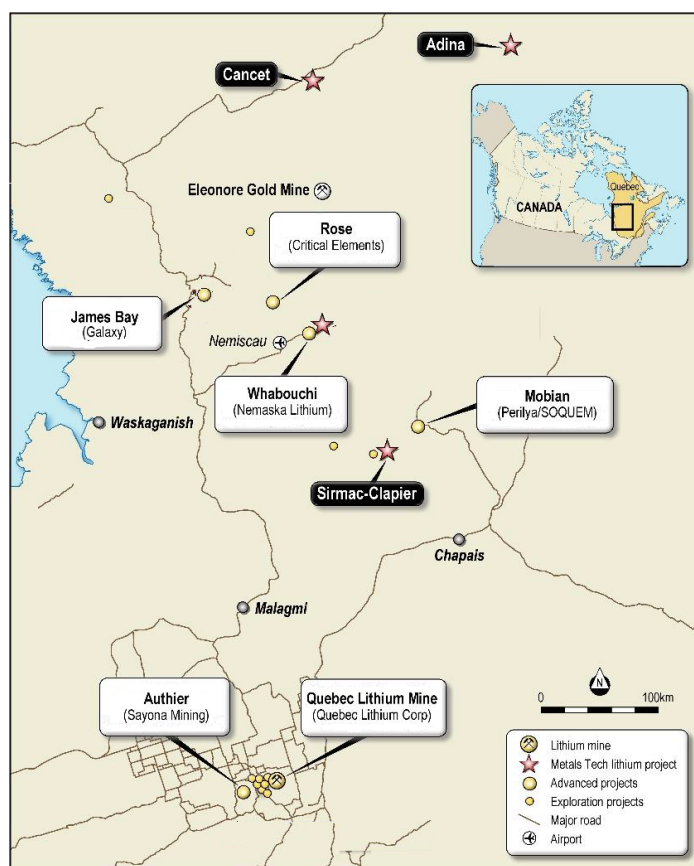 Adina
Cancet
Quebec
CANADA
Eleonore Gold Mine
Rose
(Critical Elements)
James Bay
(Galaxy)
Nemiscau
Whabouchi
(Nemaska Lithium)
Mobian
(Perilya/SOQUEM)
Waskaganish
Sirmac-Clapier
Chapais
Malagmi
Authier
(Sayona Mining)
Quebec Lithium Mine
(Quebec Lithium Corp)
N
0 100km
Lithium mine
Metals Tech lithium project
Advanced projects
Exploration projects
Major road
Airport